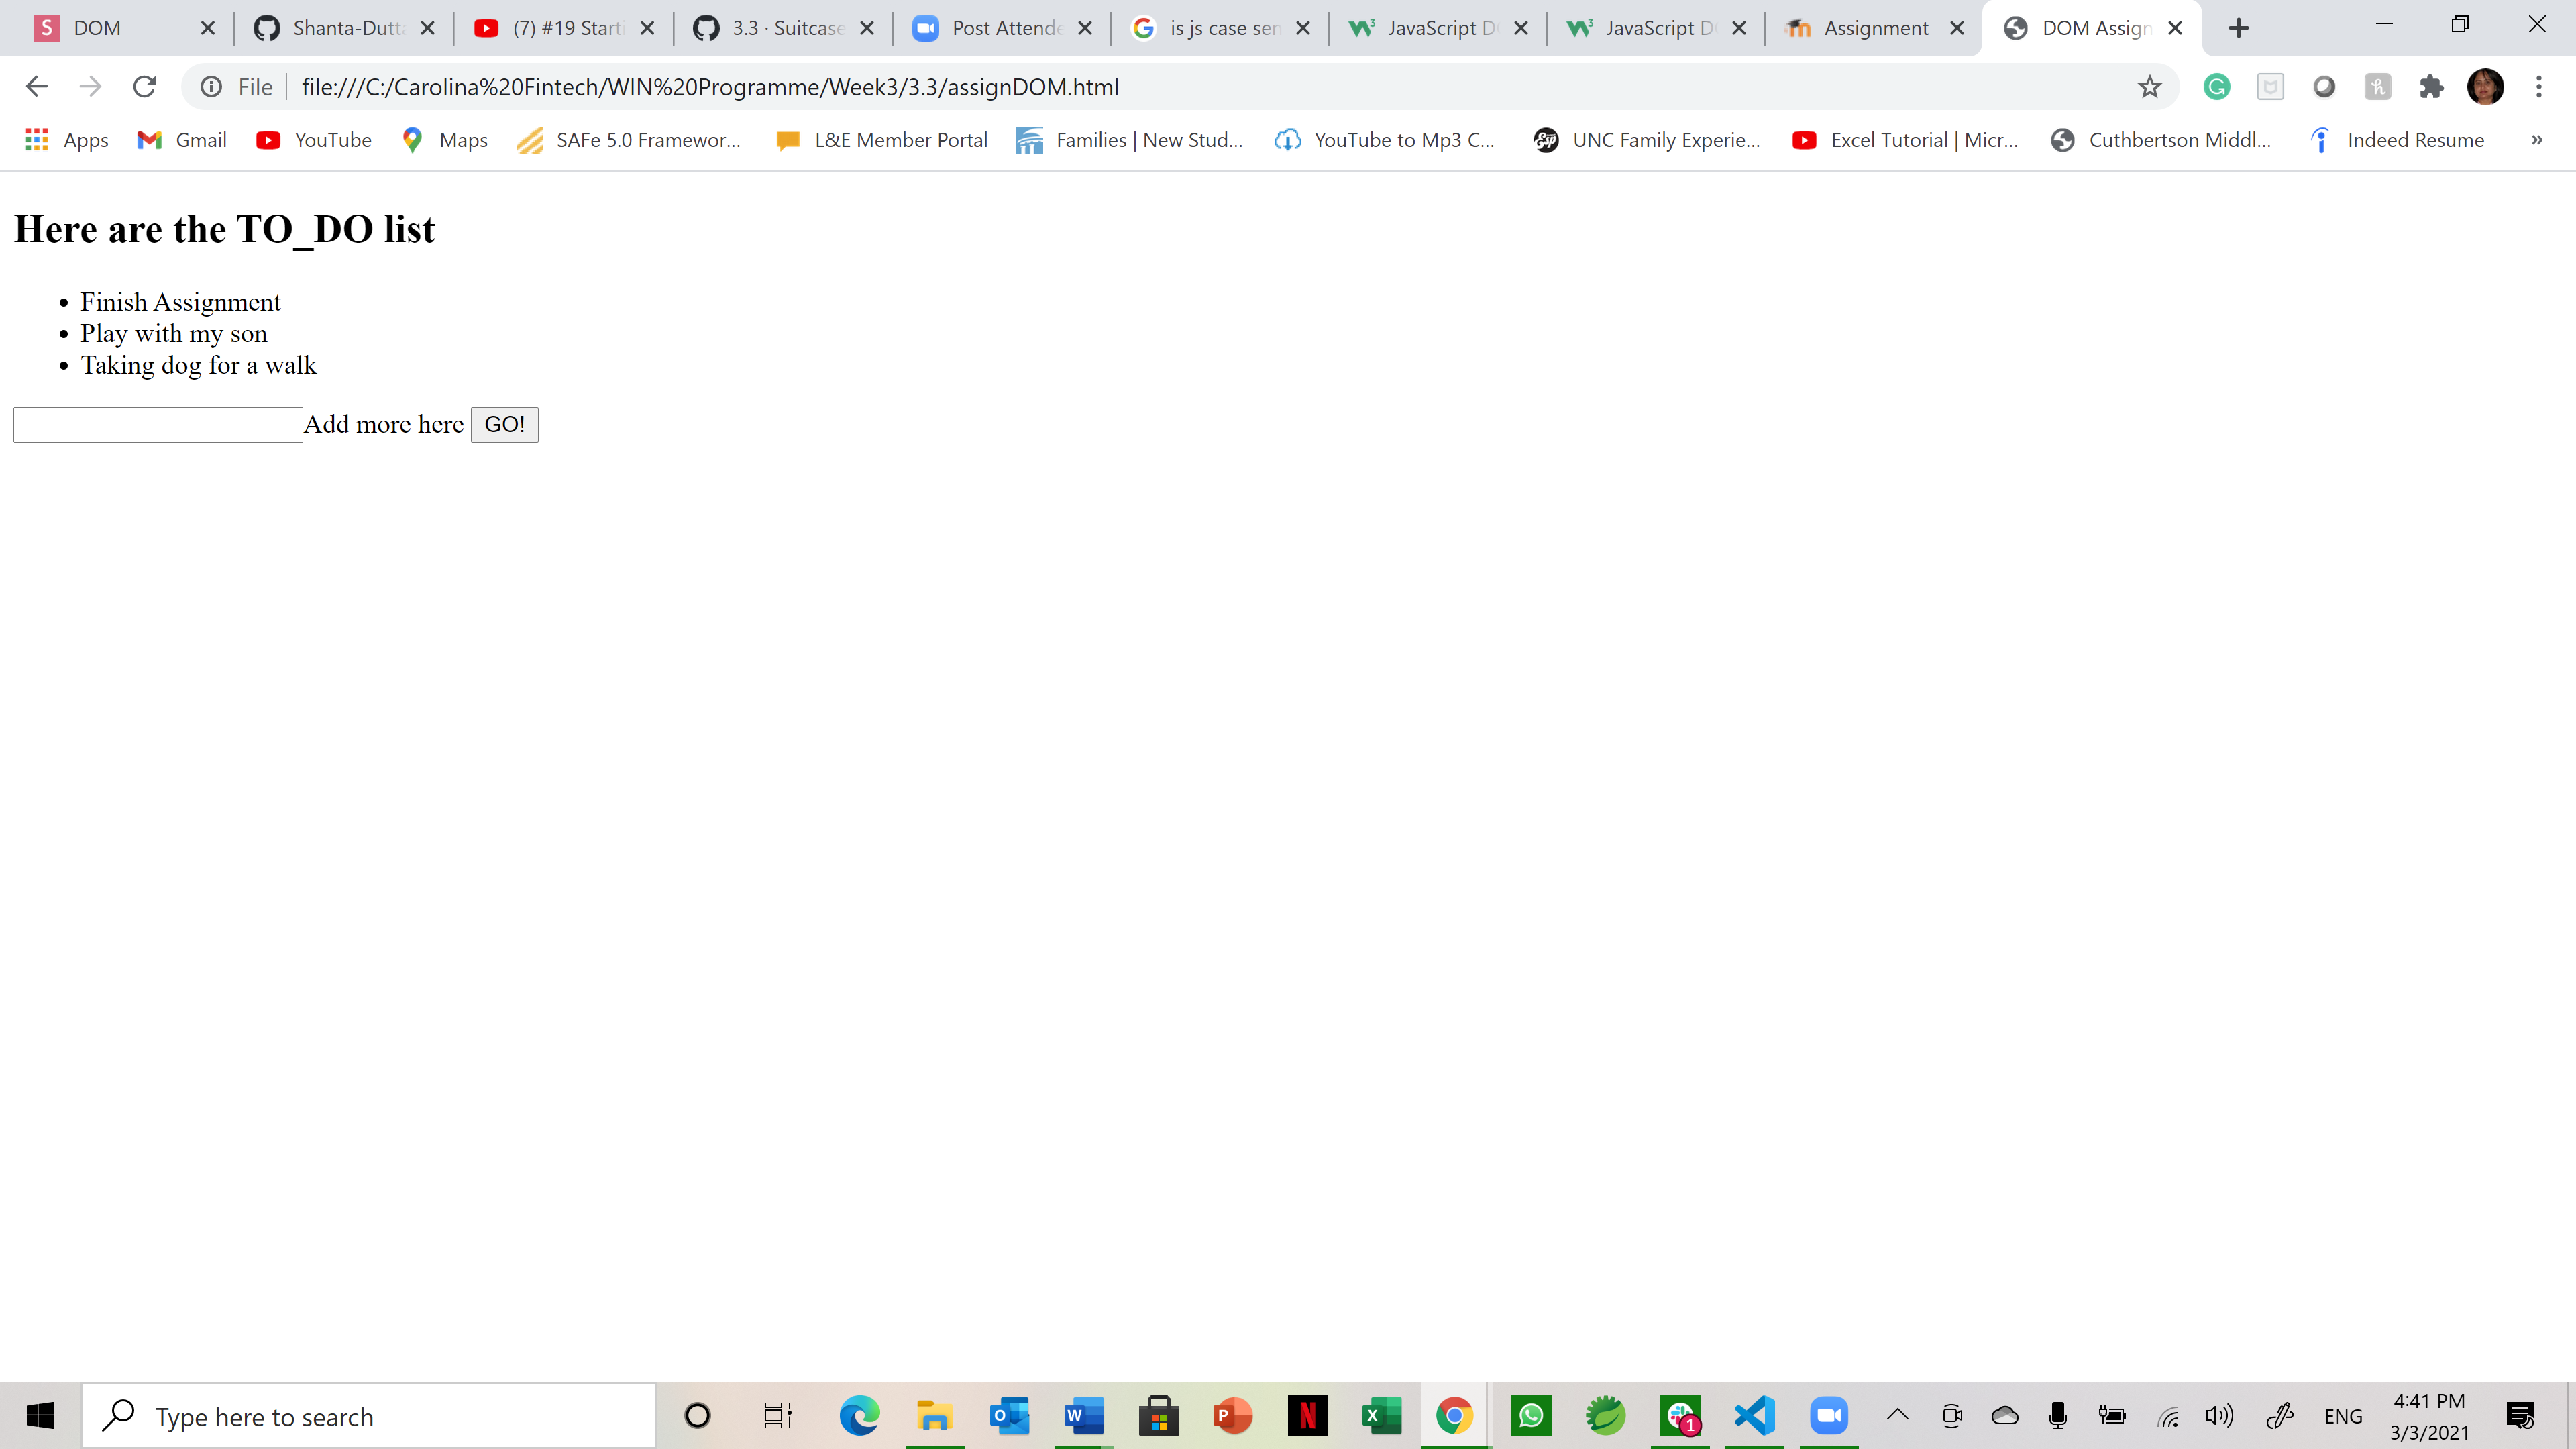 S DOM
Shanta-Dutta
(7) #19 Starti
3.3 · Suitcase
Post Attende
is js case sen
JavaScript D
JavaScript D
Assignment
DOM Assign
File file:///C:/Carolina%20Fintech/WIN%20Programme/Week3/3.3/assignDOM.html
Apps
Gmail
YouTube
Maps
SAFe 5.0 Framewor...
L&E Member Portal
Families | New Stud...
YouTube to Mp3 C...
UNC Family Experie...
Excel Tutorial | Micr...
Cuthbertson Middl...
Indeed Resume
»
Here are the TO_DO list
• Finish Assignment
• Play with my son
• Taking dog for a walk
Add more here GO!
Type here to search
1
ENG
4:41 PM
3/3/2021